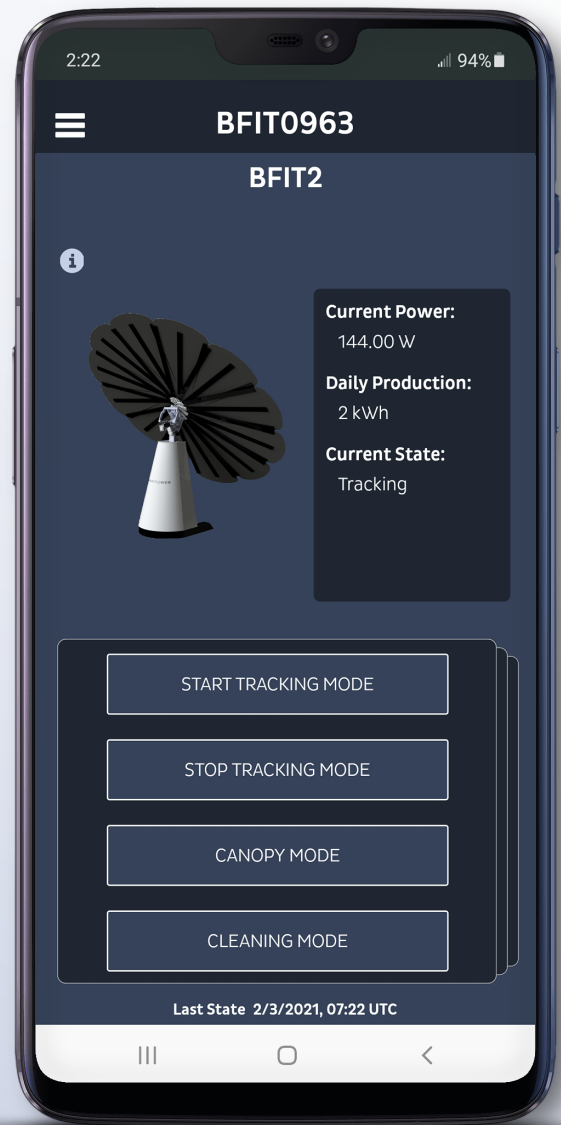 2:22
94%
BFIT0963
BFIT2
i
Current Power:
144.00 W
Daily Production:
2 kWh
Current State:
Tracking
START TRACKING MODE
STOP TRACKING MODE
CANOPY MODE
CLEANING MODE
Last State 2/3/2021, 07:22 UTC